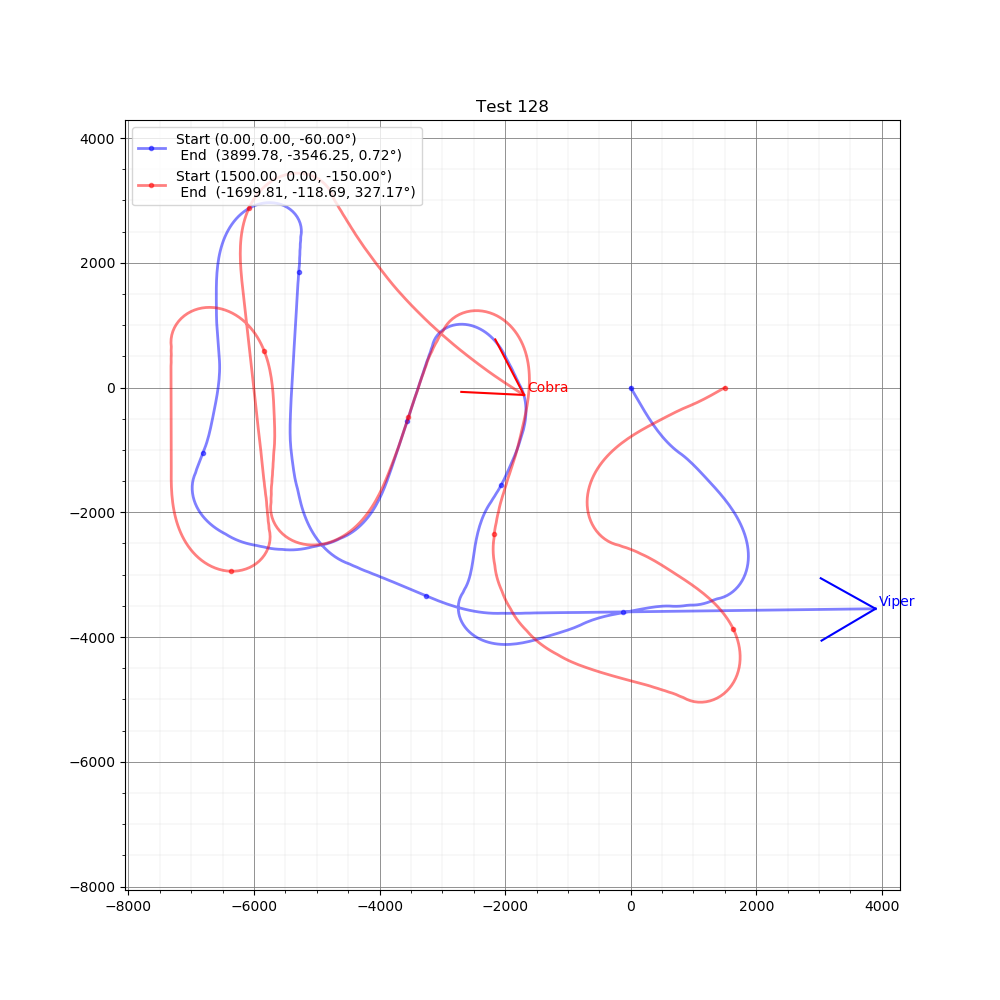 Test 128
Start (0.00, 0.00, -60.00°)
End (3899.78, -3546.25, 0.72°)
Start (1500.00, 0.00, -150.00°)
End (-1699.81, -118.69, 327.17°)
4000
2000
0
−2000
−4000
−6000
−8000
Cobra
Viper
−8000 −6000 −4000 −2000 0 2000 4000